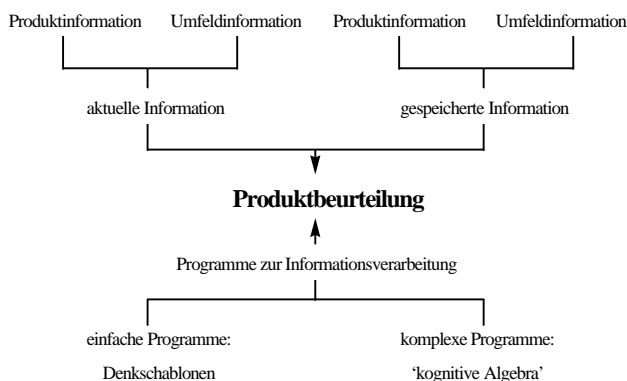 Produktinformation Umfeldinformation Produktinformation Umfeldinformation
aktuelle Information gespeicherte Information
Produktbeurteilung
Programme zur Informationsverarbeitung
einfache Programme: komplexe Programme:
Denkschablonen ‘kognitive Algebra’